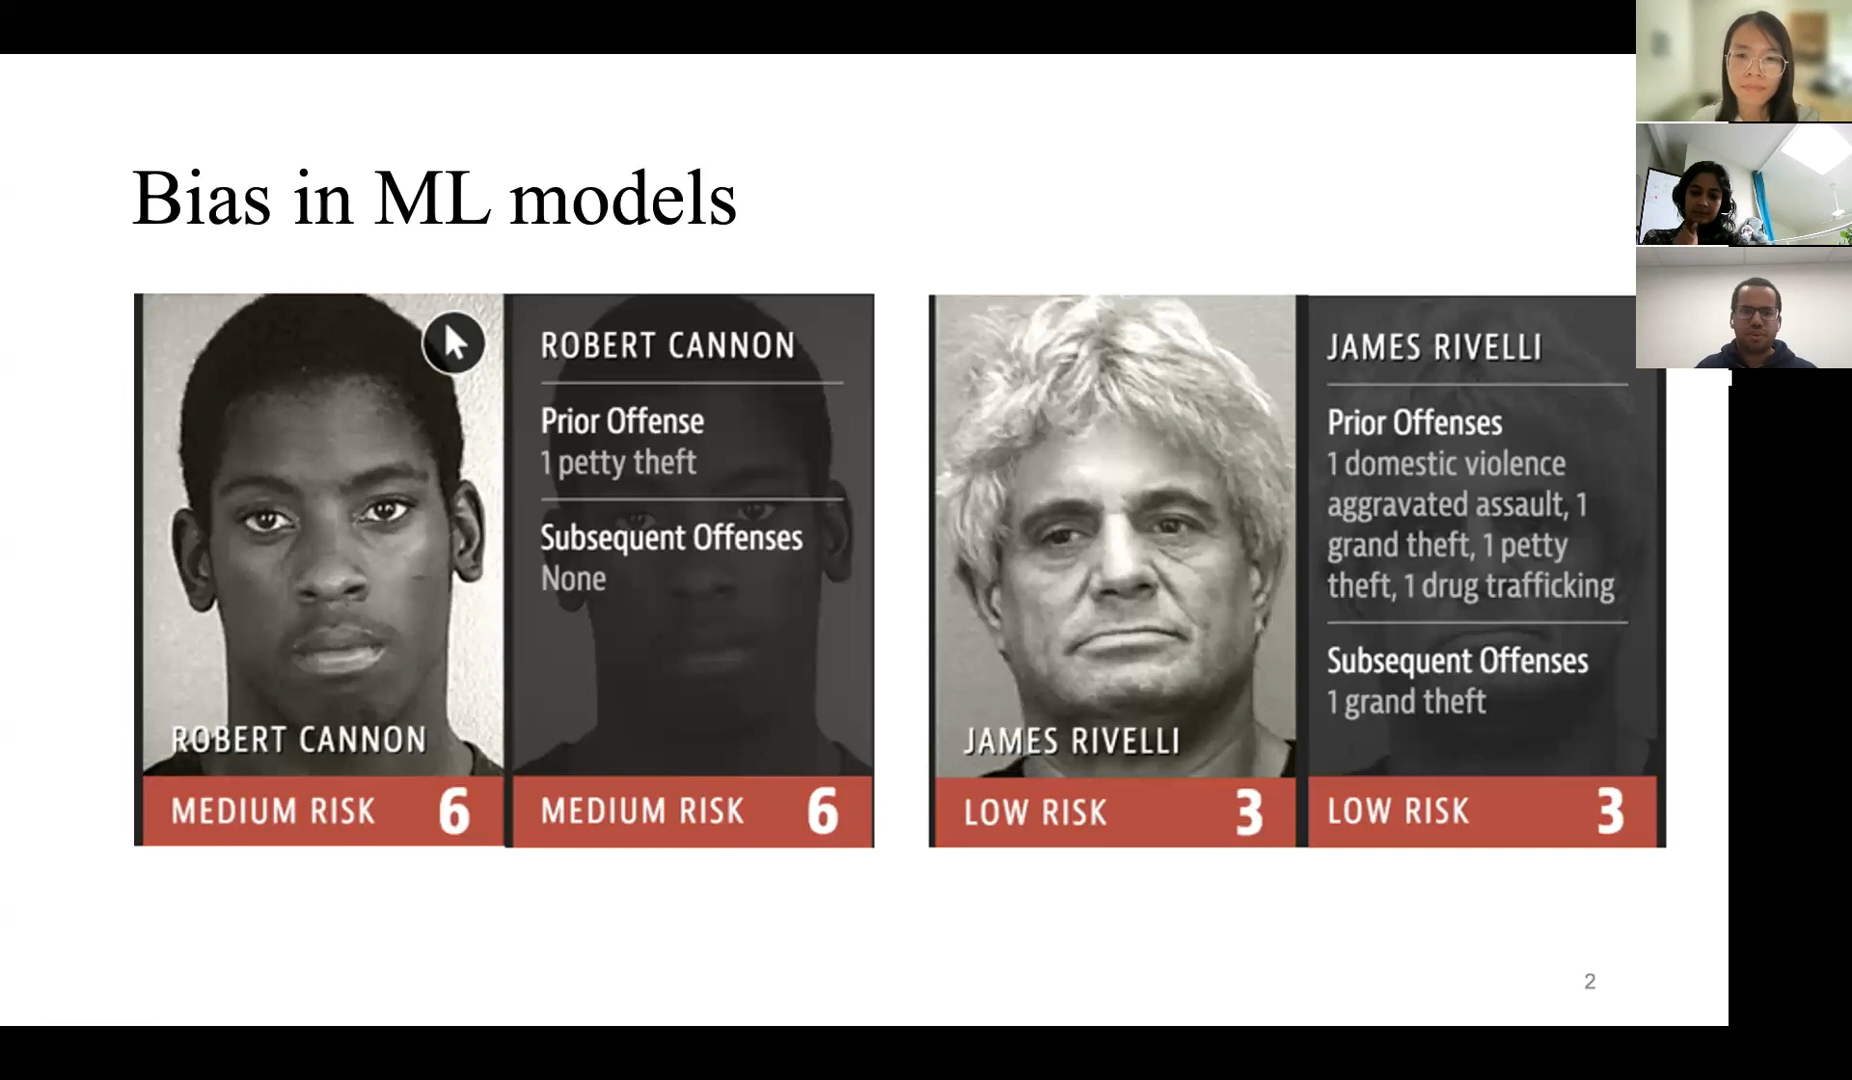 Bias in ML models
ROBERT CANNON
MEDIUM RISK 6
ROBERT CANNON
Prior Offense
1 petty theft
Subsequent Offenses
None
MEDIUM RISK 6
JAMES RIVELLI
LOW RISK 3
JAMES RIVELLI
Prior Offenses
1 domestic violence
aggravated assault, 1
grand theft, 1 petty
theft, 1 drug trafficking
Subsequent Offenses
1 grand theft
LOW RISK 3
2